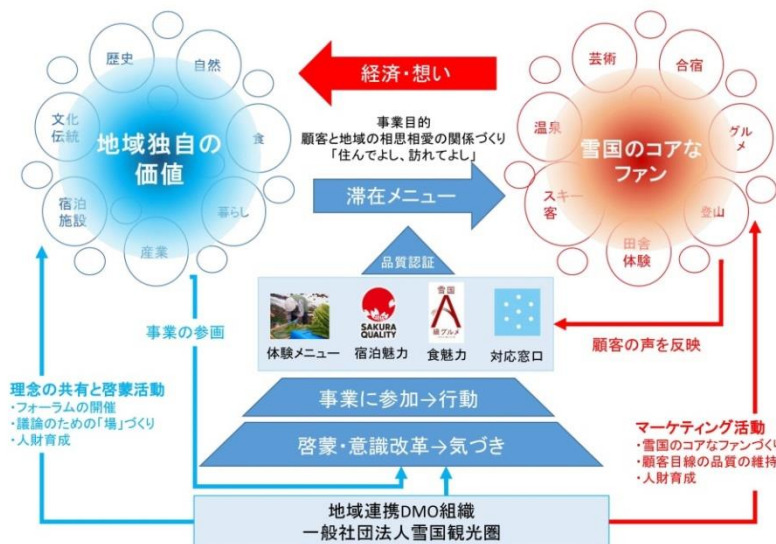 歴史
自然
文化
伝統
食
地域独自の
価値
宿泊
施設
暮らし
産業
経済・想い
事業目的
顧客と地域の相思相愛の関係づくり
「住んでよし、訪れてよし」
滞在メニュー
芸術
合宿
温泉
グル
メ
雪国のコアな
ファン
スキー
客
登山
田舎
体験
品質認証
体験メニュー
SAKURA
QUALITY
宿泊魅力
雪国
A
級グルメ
食魅力
対応窓口
事業の参画
顧客の声を反映
事業に参加→行動
啓蒙・意識改革→気づき
理念の共有と啓蒙活動
・フォーラムの開催
・議論のための「場」づくり
・人財育成
マーケティング活動
・雪国のコアなファンづくり
・顧客目線の品質の維持
・人財育成
地域連携DMO組織
一般社団法人雪国観光圏